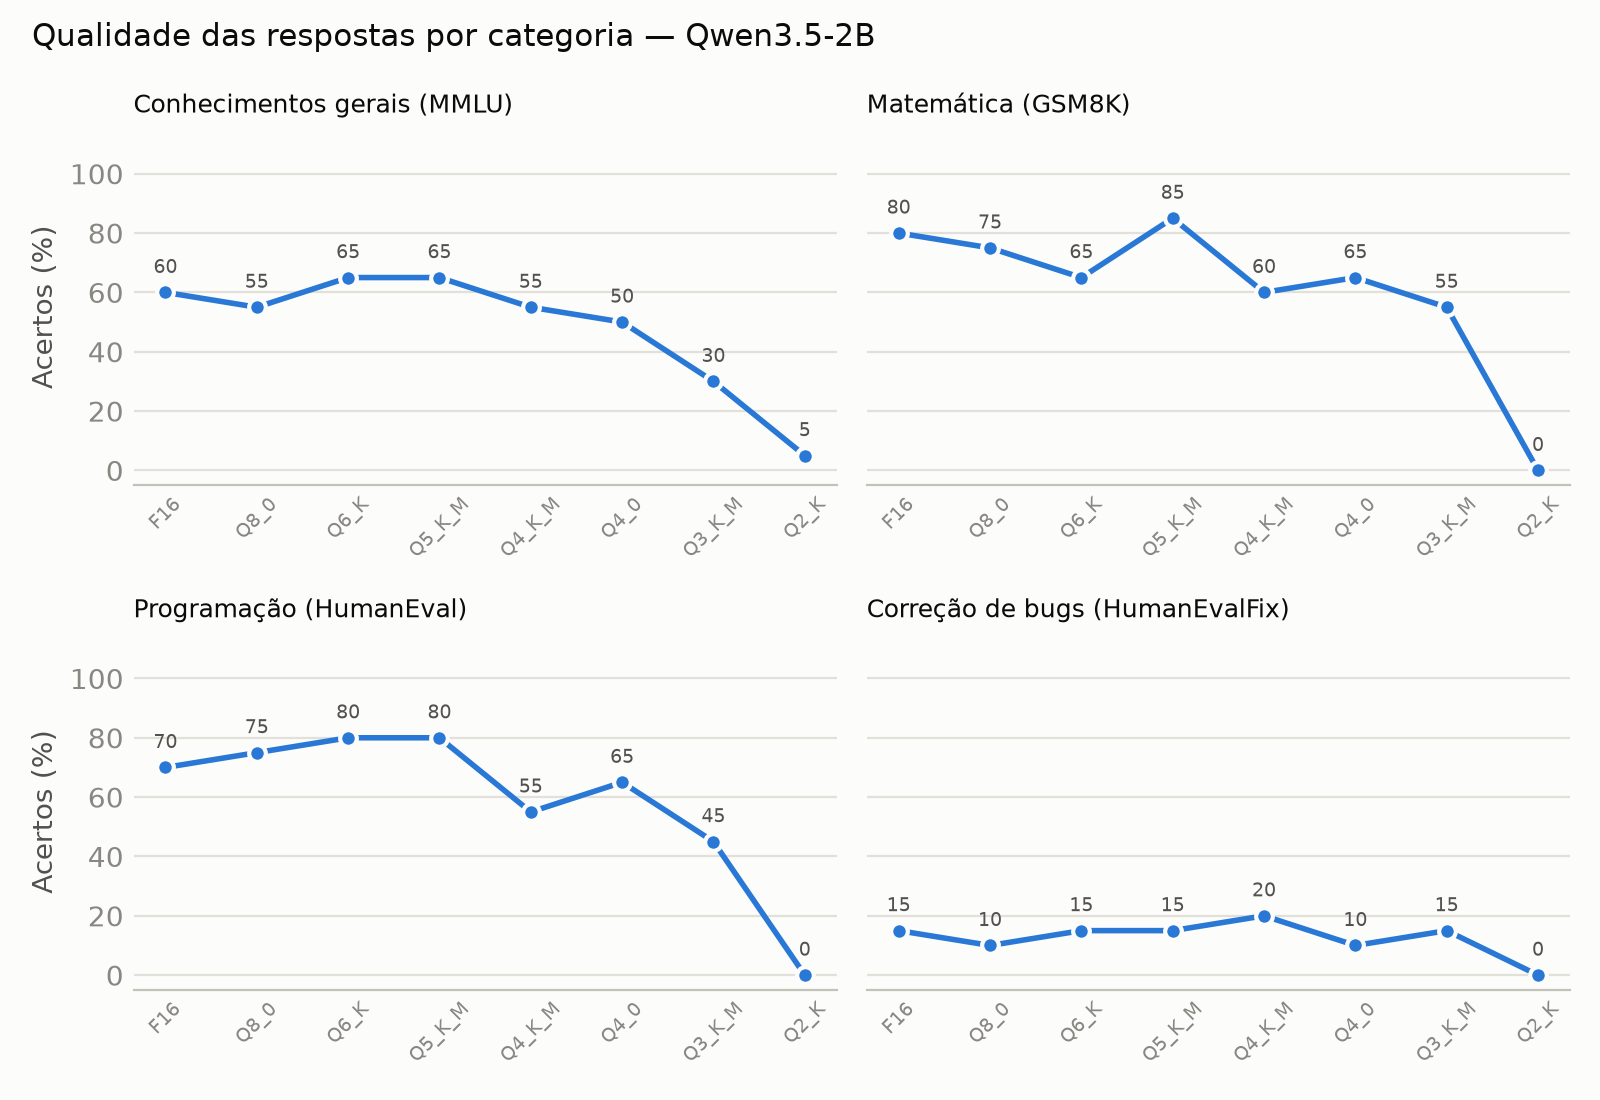 Qualidade das respostas por categoria — Qwen3.5-2B
Conhecimentos gerais (MMLU)
Acertos (%)
100
80
60
40
20
0
60
55
65
65
55
50
30
5
F16
Q8_0
Q6_K
Q5_K_M
Q4_K_M
Q4_0
Q3_K_M
Q2_K
Matemática (GSM8K)
80
75
65
85
60
65
55
0
F16
Q8_0
Q6_K
Q5_K_M
Q4_K_M
Q4_0
Q3_K_M
Q2_K
Programação (HumanEval)
Acertos (%)
100
80
60
40
20
0
70
75
80
80
55
65
45
0
F16
Q8_0
Q6_K
Q5_K_M
Q4_K_M
Q4_0
Q3_K_M
Q2_K
Correção de bugs (HumanEvalFix)
15
10
15
15
20
10
15
0
F16
Q8_0
Q6_K
Q5_K_M
Q4_K_M
Q4_0
Q3_K_M
Q2_K